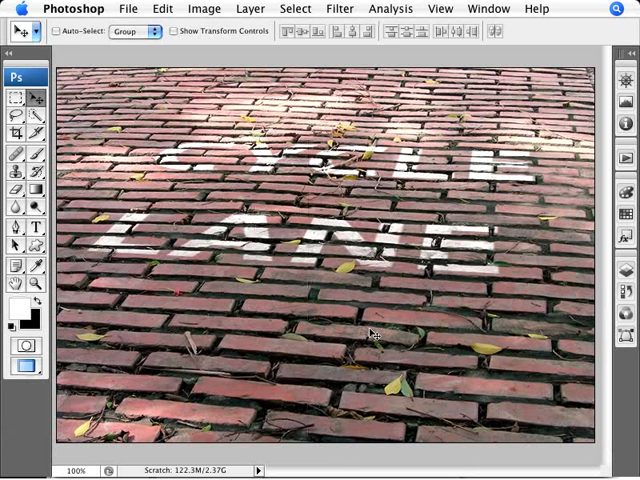 Photoshop File Edit Image Layer Select Filter Analysis View Window Help
Auto-Select: Group Show Transform Controls
Ps
T
CYCLE
LANE
100% Scratch: 122.3M/2.37G